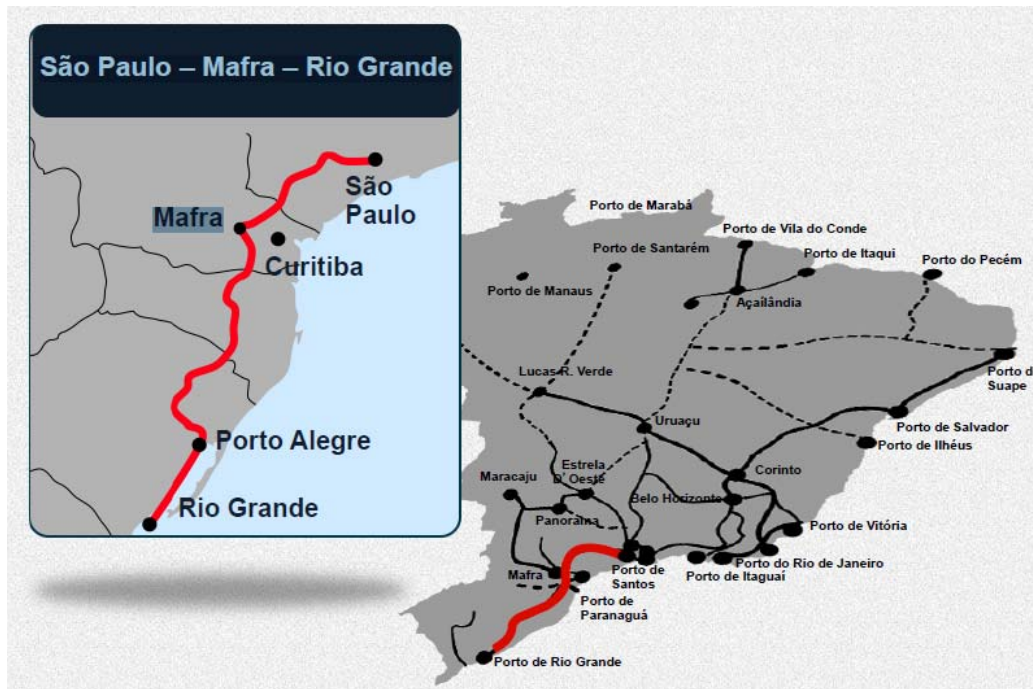 São Paulo – Mafra – Rio Grande
São
Paulo
Mafra
Curitiba
Porto Alegre
Rio Grande
Porto de Marabá
Porto de Vila do Conde
Porto de Santarém
Porto de Itaqui
Porto do Pecém
Porto de Manaus
Açaílândia
Lucas R. Verde
Porto d
Suape
Uruaçu
Porto de Salvador
Porto de Ilhéus
Estrela
D´ Oeste
Corinto
Maracaju
Belo Horizonte
Panorama
Porto de Vitória
Porto do Rio de Janeiro
Porto de
Santos
Porto de Itaguaí
Mafra
Porto de
Paranaguá
Porto de Rio Grande